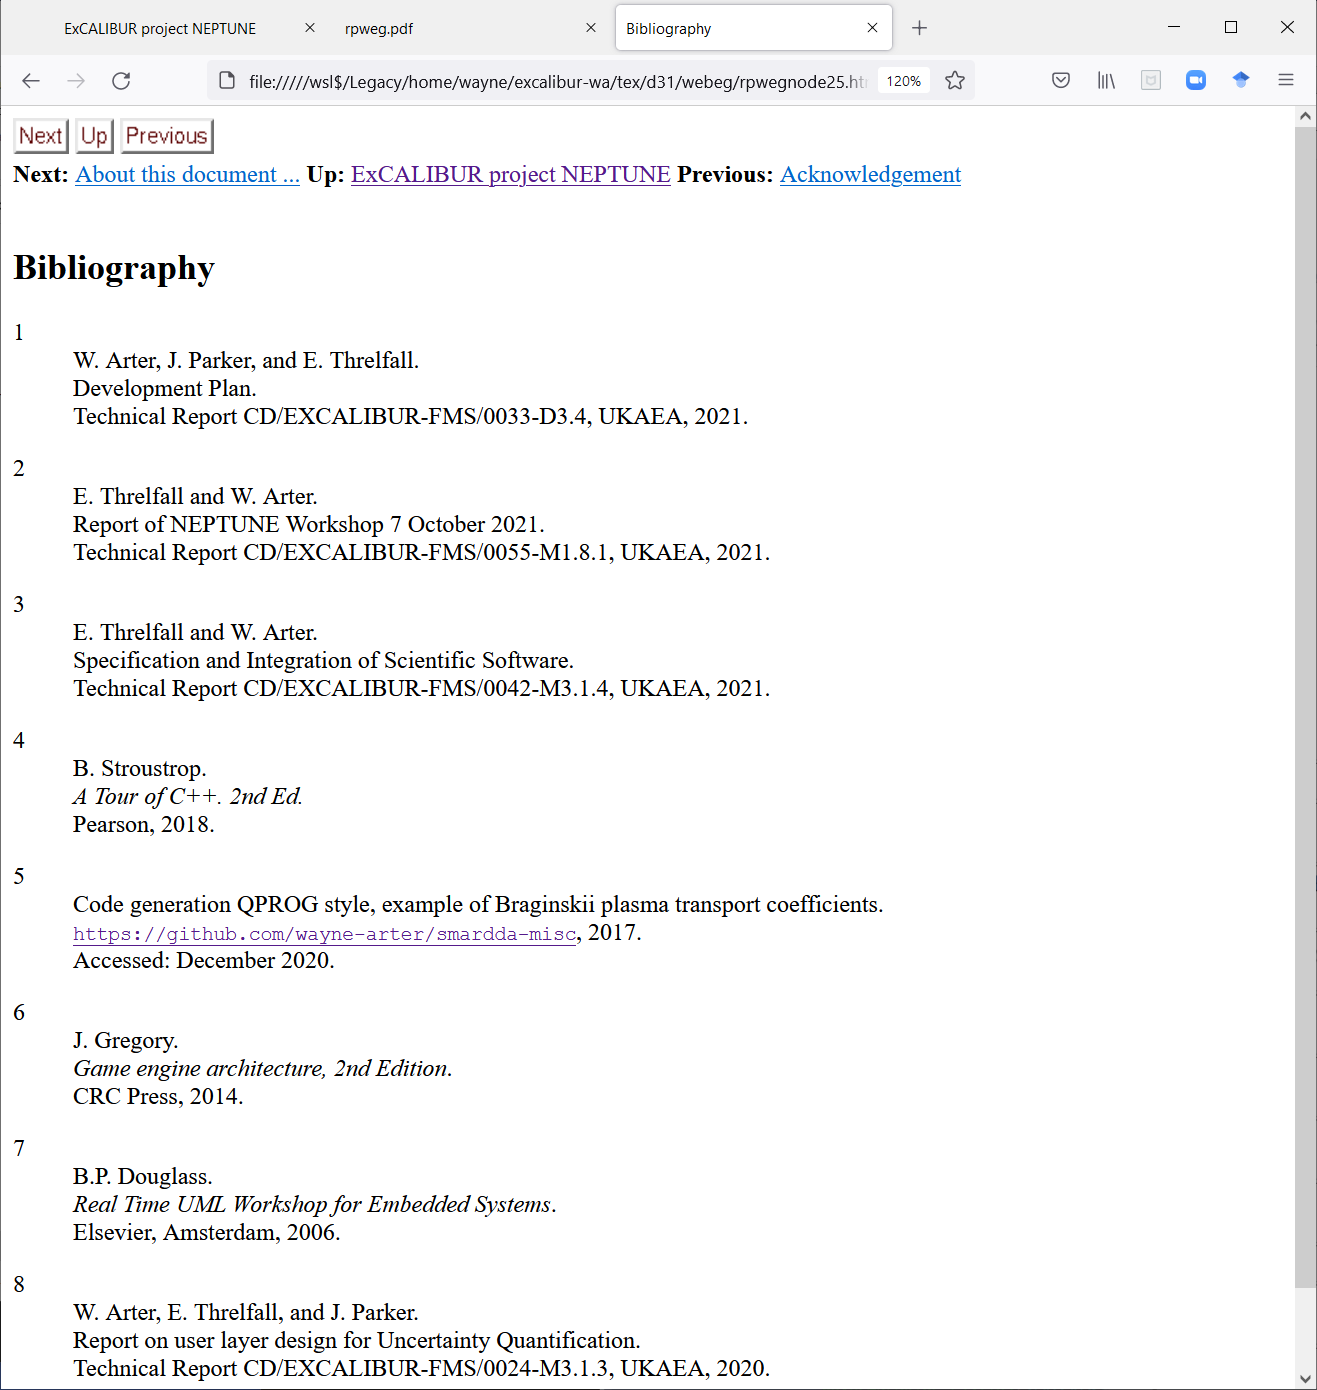 ExCALIBUR project NEPTUNE
rpweg.pdf
Bibliography
file://///wsl$/Legacy/home/wayne/excalibur-wa/tex/d31/webeg/rpwegnode25.ht
120%
Next Up Previous
Next: About this document ... Up: ExCALIBUR project NEPTUNE Previous: Acknowledgement
Bibliography
1
W. Arter, J. Parker, and E. Threlfall.
Development Plan.
Technical Report CD/EXCALIBUR-FMS/0033-D3.4, UKAEA, 2021.
2
E. Threlfall and W. Arter.
Report of NEPTUNE Workshop 7 October 2021.
Technical Report CD/EXCALIBUR-FMS/0055-M1.8.1, UKAEA, 2021.
3
E. Threlfall and W. Arter.
Specification and Integration of Scientific Software.
Technical Report CD/EXCALIBUR-FMS/0042-M3.1.4, UKAEA, 2021.
4
B. Stroustrop.
A Tour of C++. 2nd Ed.
Pearson, 2018.
5
Code generation QPROG style, example of Braginskii plasma transport coefficients.
https://github.com/wayne-arter/smardda-misc, 2017.
Accessed: December 2020.
6
J. Gregory.
Game engine architecture, 2nd Edition.
CRC Press, 2014.
7
B.P. Douglass.
Real Time UML Workshop for Embedded Systems.
Elsevier, Amsterdam, 2006.
8
W. Arter, E. Threlfall, and J. Parker.
Report on user layer design for Uncertainty Quantification.
Technical Report CD/EXCALIBUR-FMS/0024-M3.1.3, UKAEA, 2020.